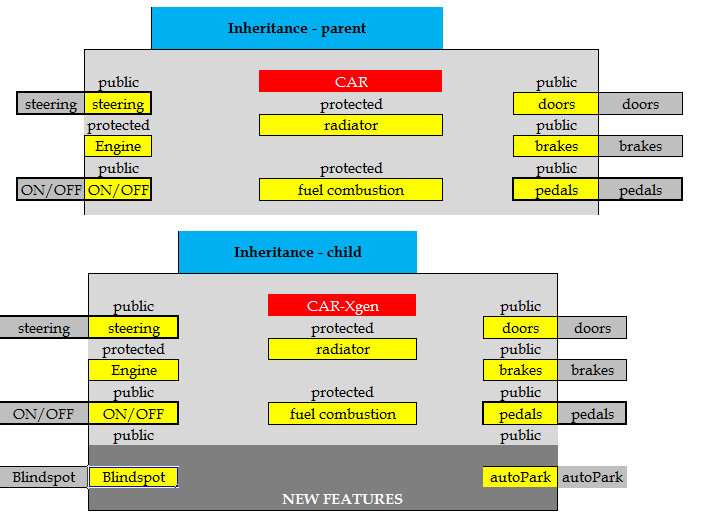 Inheritance - parent
public CAR public
steering steering protected doors doors
protected radiator public
Engine brakes brakes
public protected public
ON/OFF ON/OFF fuel combustion pedals pedals
Inheritance - child
public CAR-Xgen public
steering steering protected doors doors
protected radiator public
Engine brakes brakes
public protected public
ON/OFF ON/OFF fuel combustion pedals pedals
public public
Blindspot Blindspot autoPark autoPark
NEW FEATURES